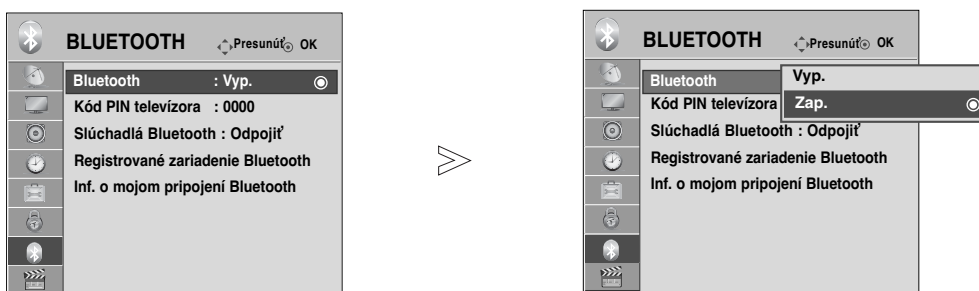 BLUETOOTH Presunúť OK
Bluetooth : Vyp.
Kód PIN televízora : 0000
Slúchadlá Bluetooth : Odpojiť
Registrované zariadenie Bluetooth
Inf. o mojom pripojení Bluetooth
BLUETOOTH Presunúť OK
Bluetooth
Vyp.
Kód PIN televízora
Zap.
Slúchadlá Bluetooth : Odpojiť
Registrované zariadenie Bluetooth
Inf. o mojom pripojení Bluetooth